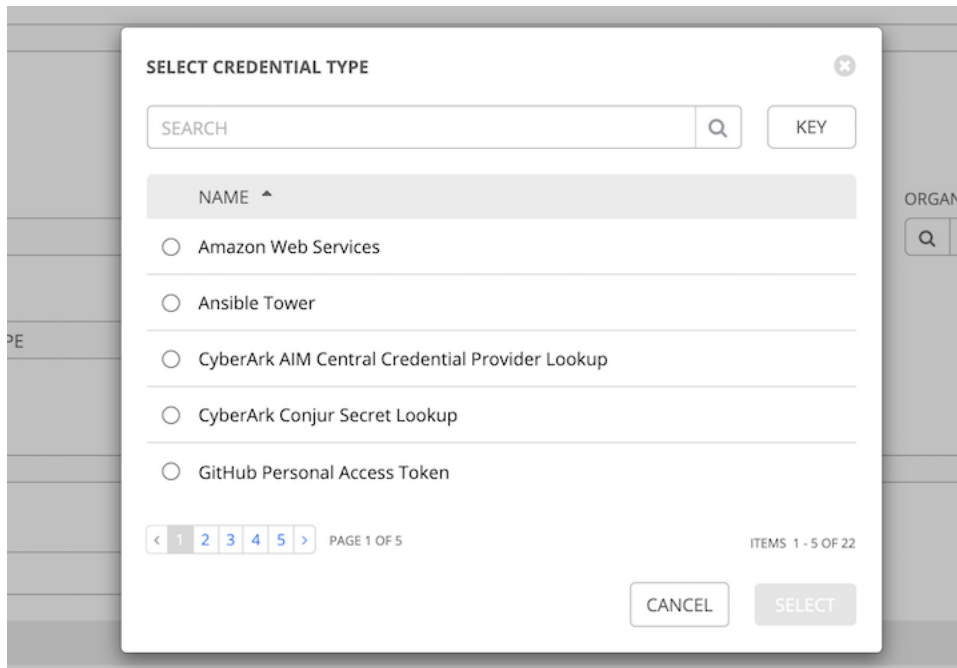 SELECT CREDENTIAL TYPE
SEARCH
KEY
NAME
ORGAN
Amazon Web Services
Ansible Tower
PE
CyberArk AIM Central Credential Provider Lookup
CyberArk Conjur Secret Lookup
GitHub Personal Access Token
< 1 2 3 4 5 > PAGE 1 OF 5
ITEMS 1 - 5 OF 22
CANCEL
SELECT